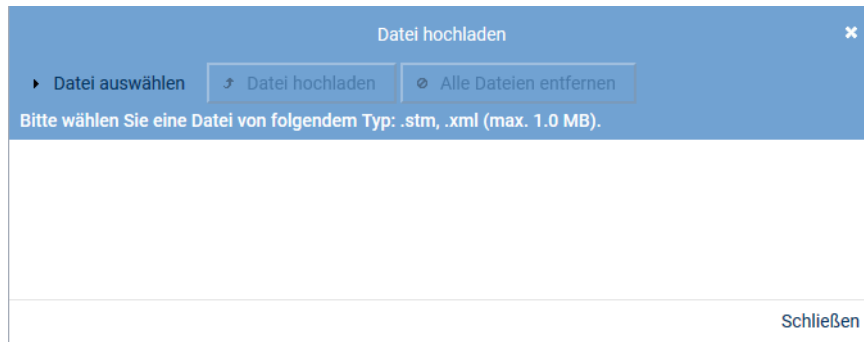 Datei hochladen
Datei auswählen Datei hochladen Alle Dateien entfernen
Bitte wählen Sie eine Datei von folgendem Typ: .stm, .xml (max. 1.0 MB).
Schließen